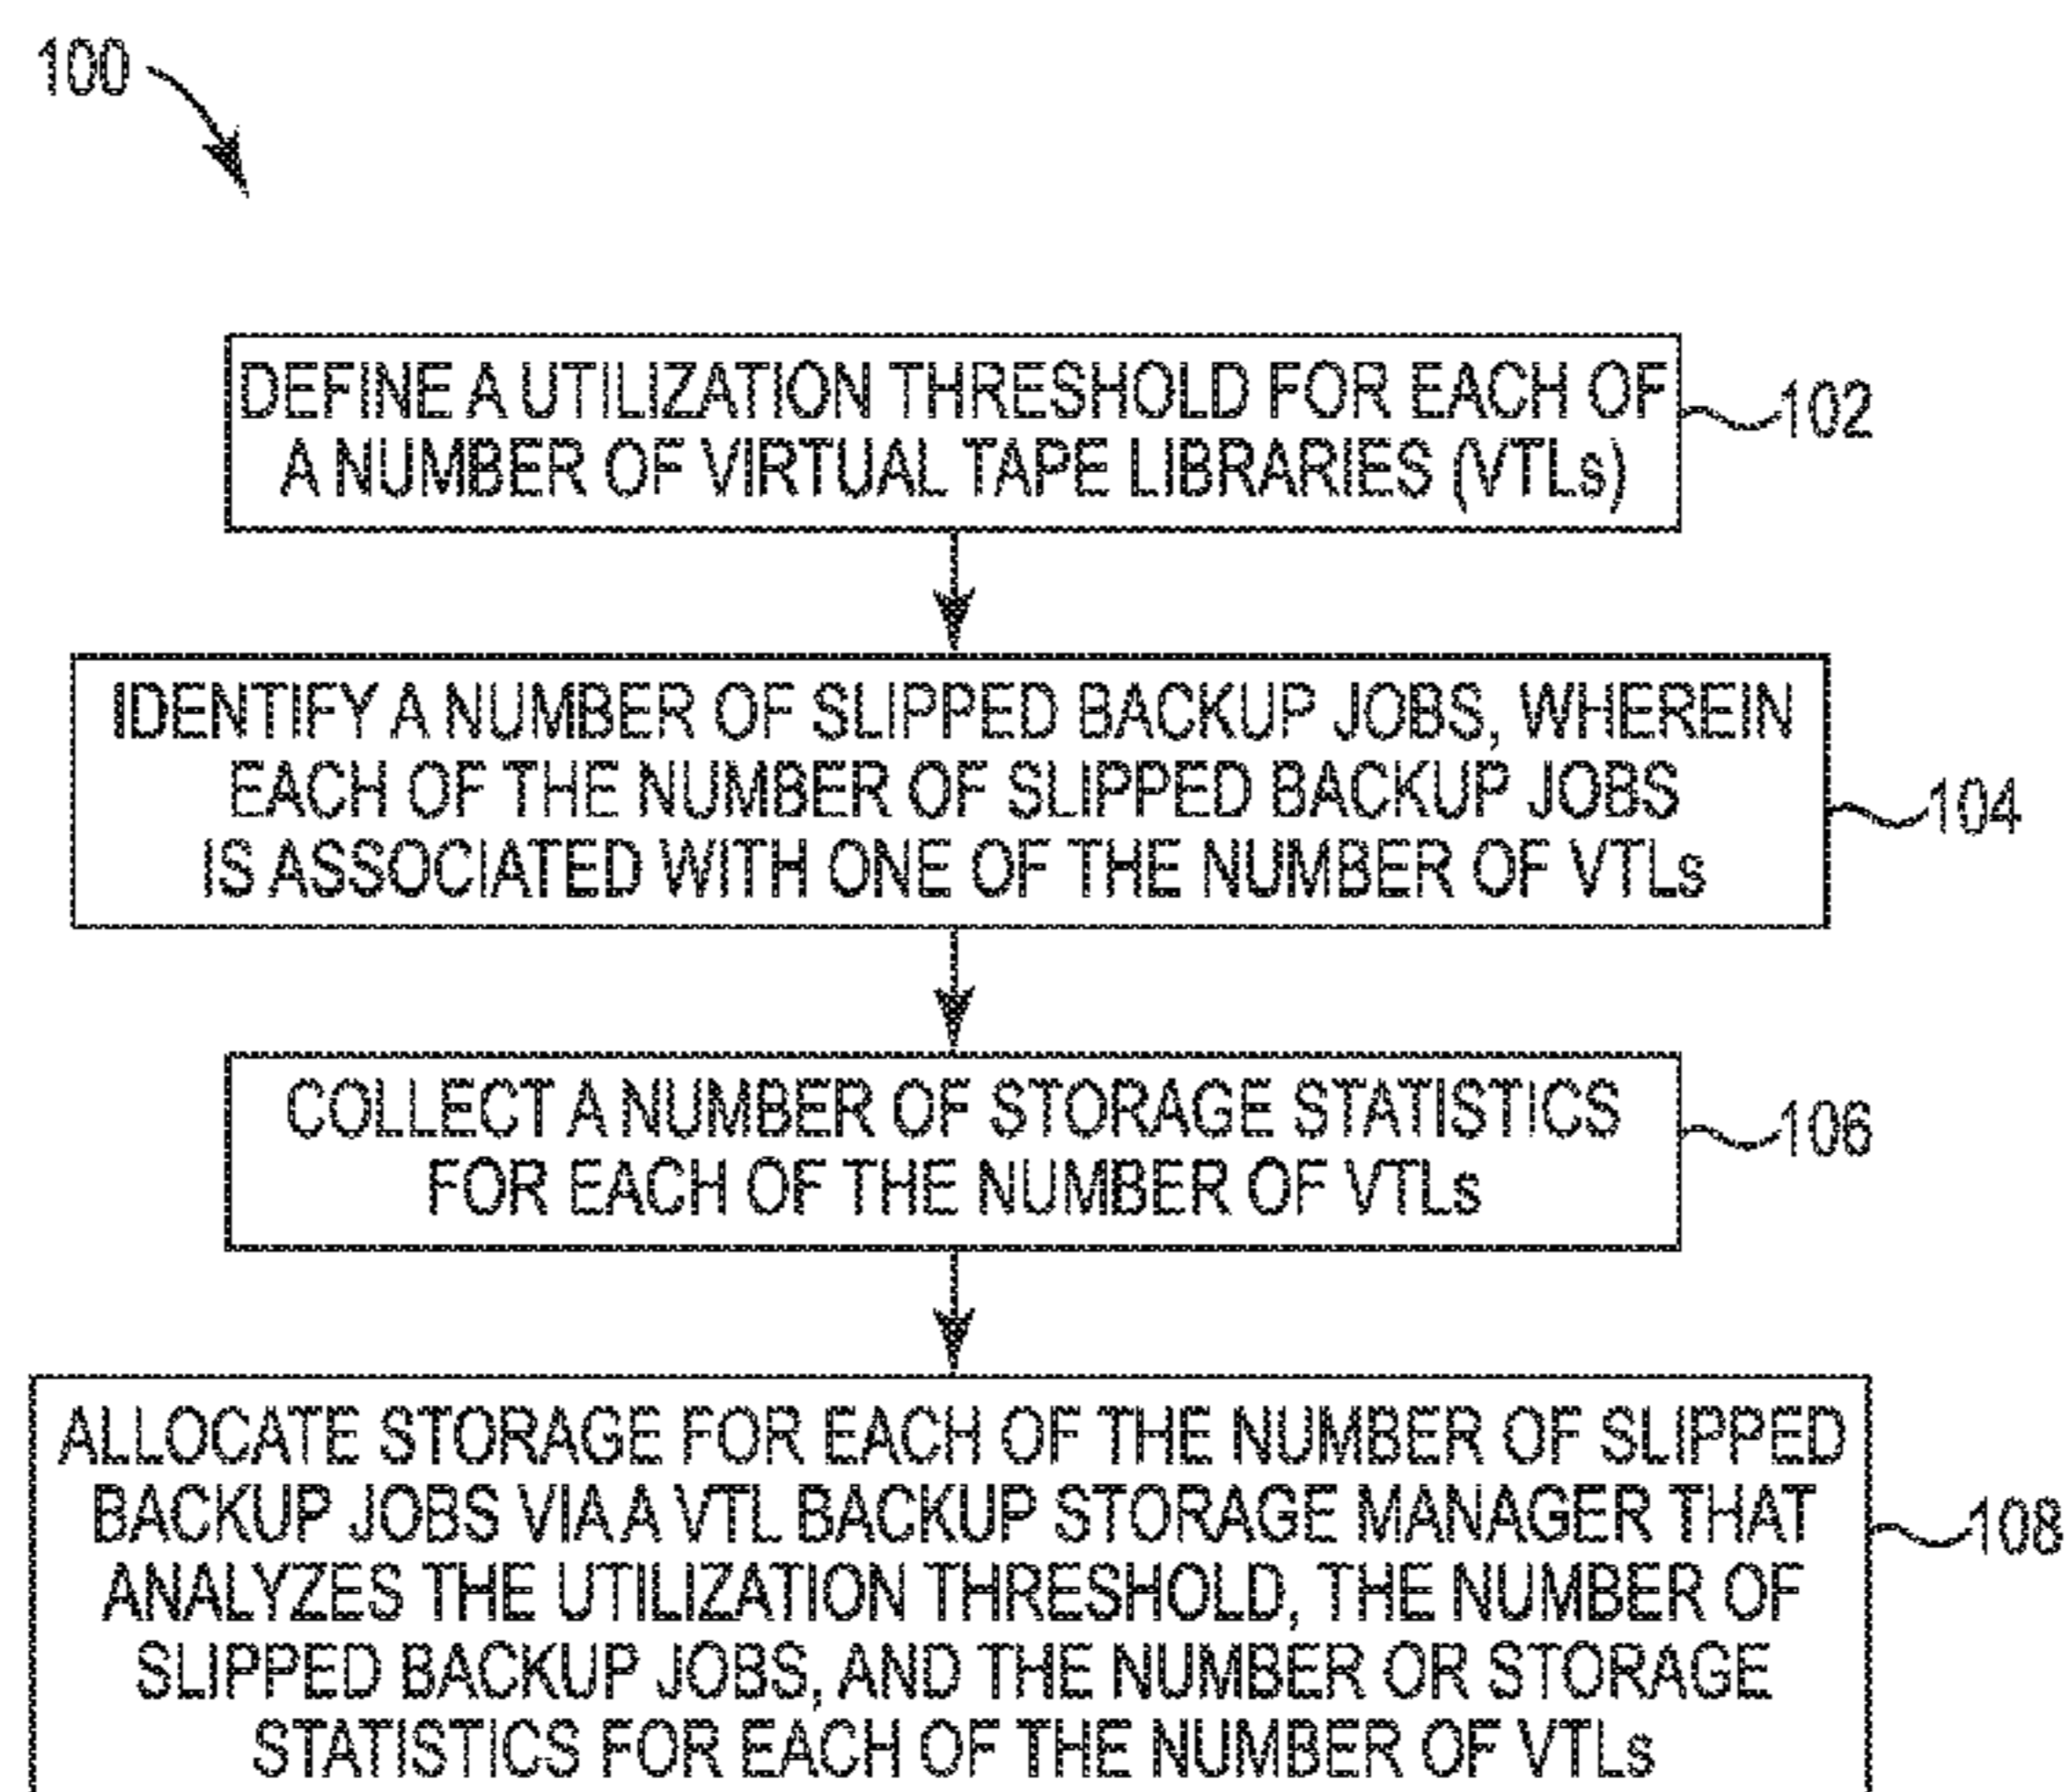 100
DEFINE A UTILIZATION THRESHOLD FOR EACH OF
A NUMBER OF VIRTUAL TAPE LIBRARIES (VTLs)
102
IDENTIFY A NUMBER OF SLIPPED BACKUP JOBS, WHEREIN
EACH OF THE NUMBER OF SLIPPED BACKUP JOBS
IS ASSOCIATED WITH ONE OF THE NUMBER OF VTLs
104
COLLECT A NUMBER OF STORAGE STATISTICS
FOR EACH OF THE NUMBER OF VTLs
106
ALLOCATE STORAGE FOR EACH OF THE NUMBER OF SLIPPED
BACKUP JOBS VIA A VTL BACKUP STORAGE MANAGER THAT
ANALYZES THE UTILIZATION THRESHOLD, THE NUMBER OF
SLIPPED BACKUP JOBS, AND THE NUMBER OR STORAGE
STATISTICS FOR EACH OF THE NUMBER OF VTLs
108